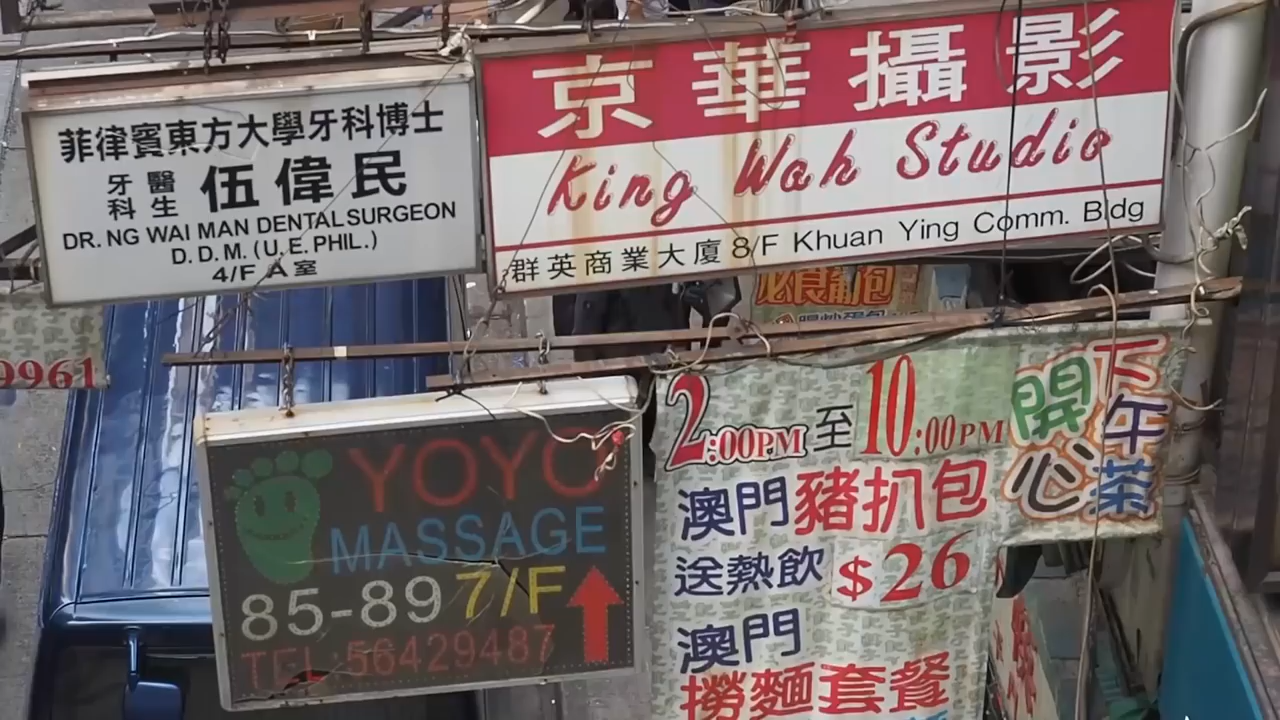 菲律賓東方大學牙科博士
牙科醫生 伍偉民
DR. NG WAI MAN DENTAL SURGEON
D.D.M. (U.E. PHIL.)
4/F A室
京華攝影
King Wah Studio
群英商業大廈 8/F Khuan Ying Comm. Bldg
9961
YOYO
MASSAGE
85-89 7/F
TEL:56429487
2:00PM 至 10:00PM
澳門豬扒包
送熱飲 $26
澳門
撈麵套餐
開心
下午茶